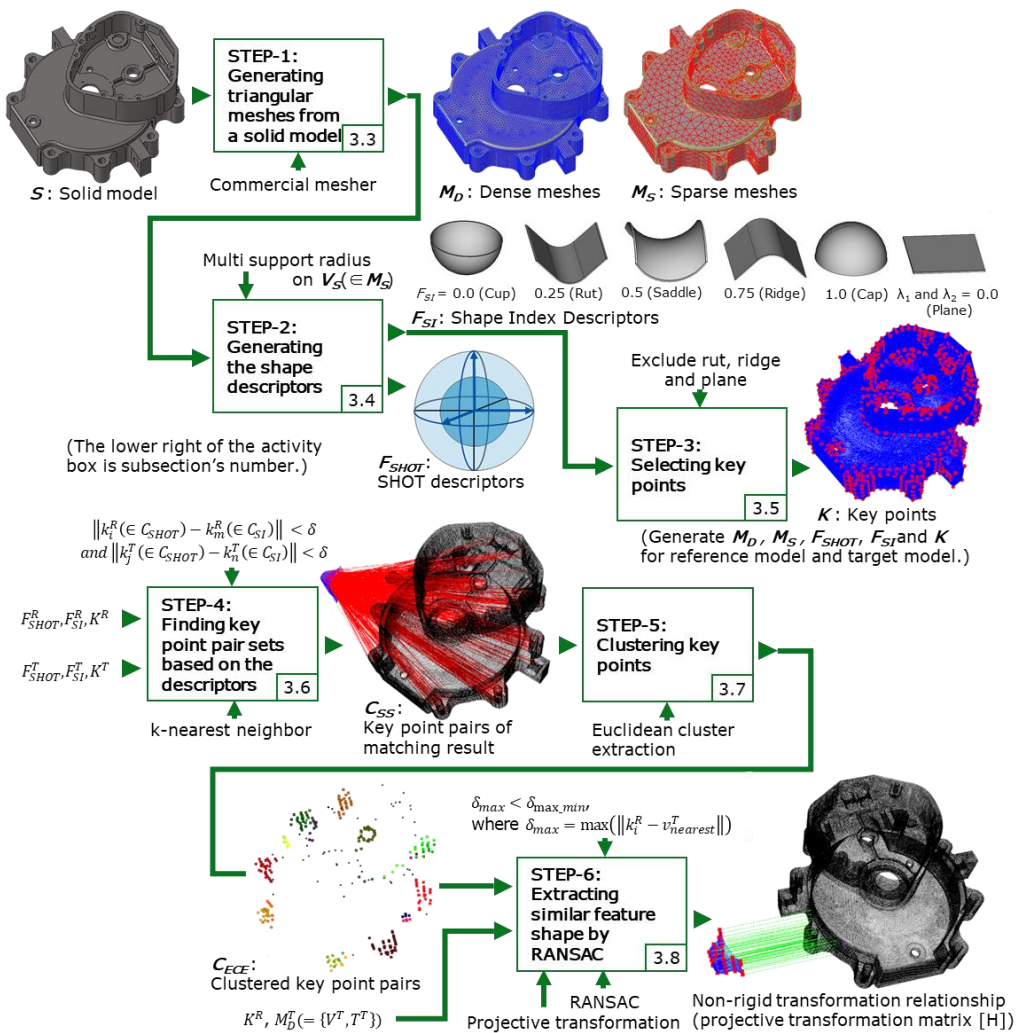 STEP-1:
Generating
triangular
meshes from
a solid model
3.3
Commercial mesher
S : Solid model
M_D : Dense meshes
M_S : Sparse meshes
Multi support radius
on V_S(∈ M_S)
F_SI = 0.0 (Cup)
0.25 (Rut)
0.5 (Saddle)
0.75 (Ridge)
1.0 (Cap)
λ₁ and λ₂ = 0.0
(Plane)
F_SI : Shape Index Descriptors
STEP-2:
Generating
the shape
descriptors
3.4
Exclude rut, ridge
and plane
(The lower right of the activity
box is subsection's number.)
F_SHOT :
SHOT descriptors
STEP-3:
Selecting key
points
3.5
K : Key points
(Generate M_D , M_S , F_SHOT, F_SI and K
for reference model and target model.)
‖k_i^R(∈ C_SHOT) − k_m^R(∈ C_SI)‖ < δ
and ‖k_j^T(∈ C_SHOT) − k_n^T(∈ C_SI)‖ < δ
F_SHOT^R, F_SI^R, K^R
F_SHOT^T, F_SI^T, K^T
STEP-4:
Finding key
point pair sets
based on the
descriptors
3.6
k-nearest neighbor
C_SS :
Key point pairs of
matching result
STEP-5:
Clustering key
points
3.7
Euclidean cluster
extraction
δ_max < δ_max_min,
where δ_max = max(‖k_i^R − v_nearest^T‖)
STEP-6:
Extracting
similar feature
shape by
RANSAC
3.8
C_ECE :
Clustered key point pairs
K^R , M_D^T(= {V^T, T^T})
RANSAC
Projective transformation
Non-rigid transformation relationship
(projective transformation matrix [H])